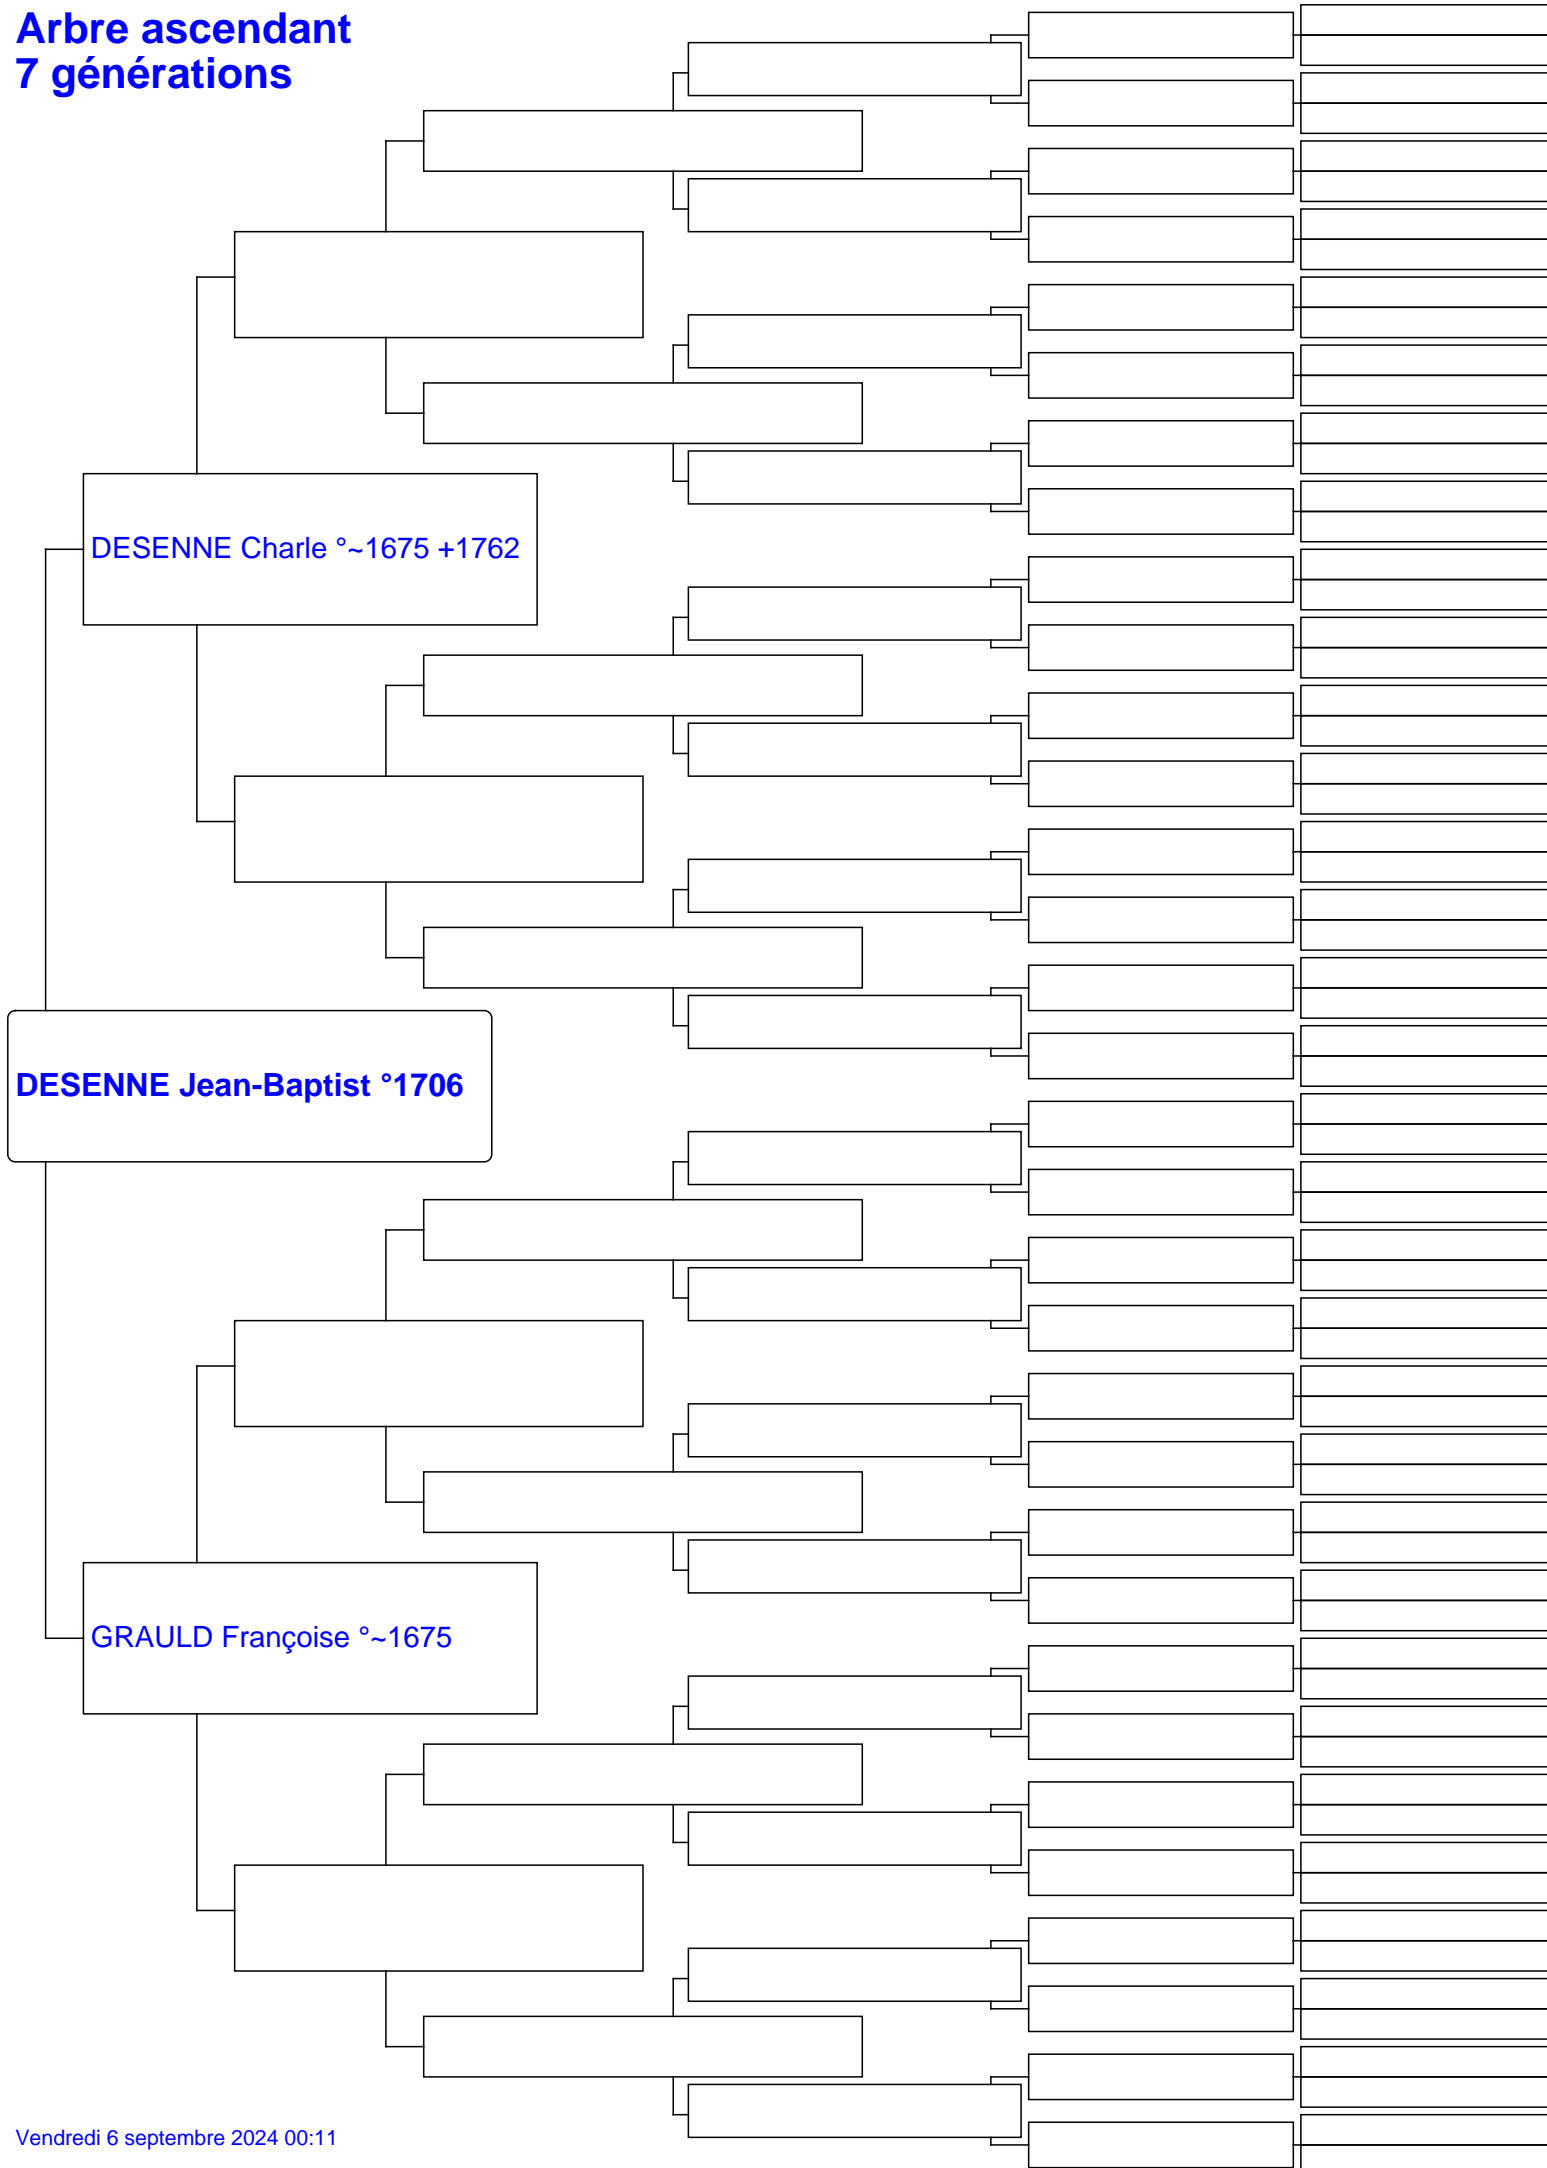 Arbre ascendant
7 générations
DESENNE Charle °~1675 +1762
DESENNE Jean-Baptist °1706
GRAULD Françoise °~1675
Vendredi 6 septembre 2024 00:11